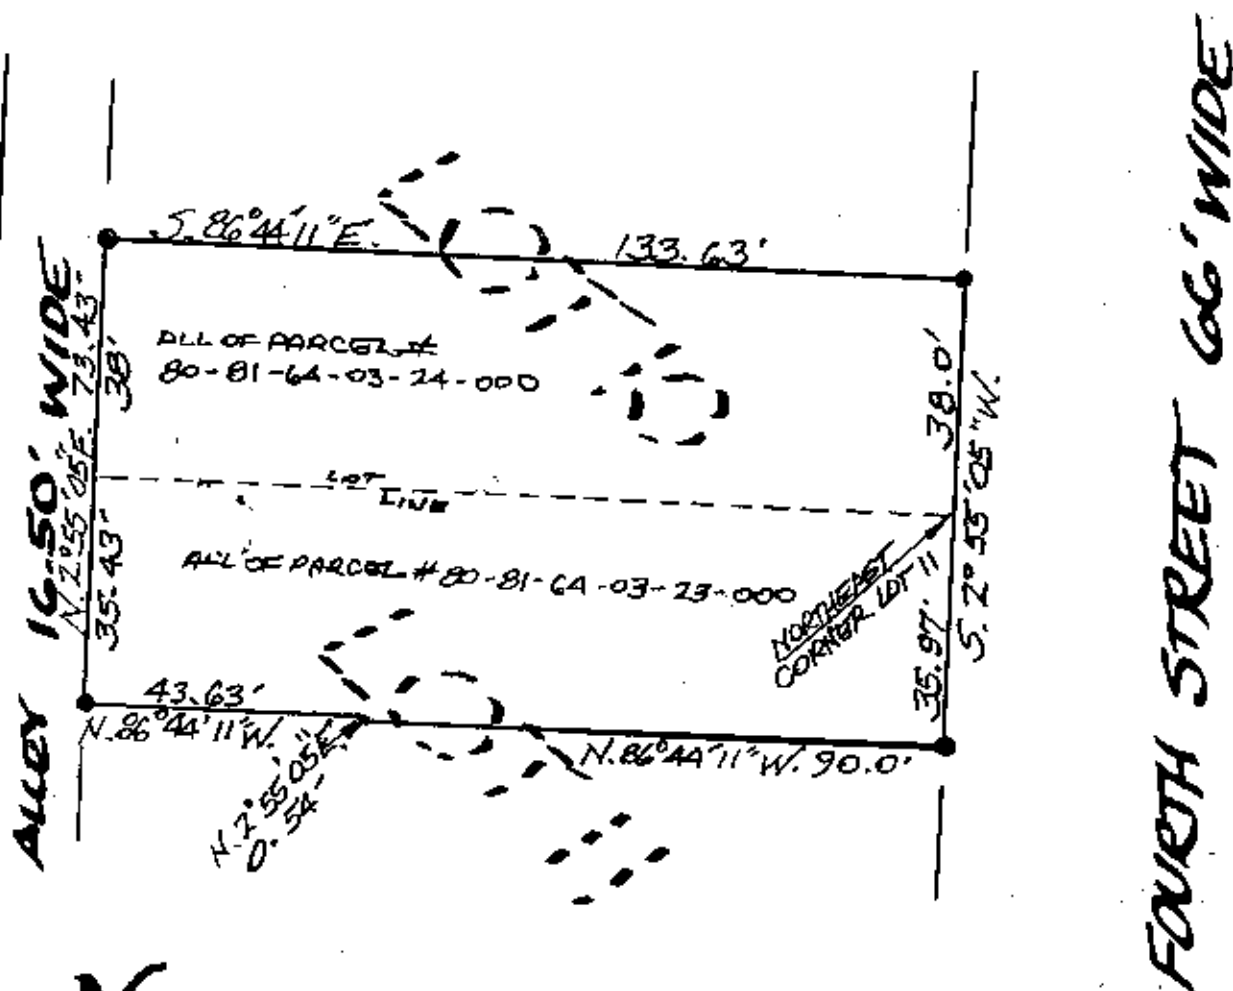 S. 86°44'11"E. 133.63'
ALL OF PARCEL #
80-81-64-03-24-000
LOT LINE
ALL OF PARCEL # 80-81-64-03-23-000
NORTHEAST
CORNER LOT 11
ALLEY 16.50' WIDE
N. 2°55'05"E. 73.43'
38'
35.43'
38.0'
35.97'
S. 2°55'05"W.
43.63'
N. 86°44'11"W.
N. 2°55'05"E.
0.54'
N. 86°44'11"W. 90.0'
FOURTH STREET 66' WIDE